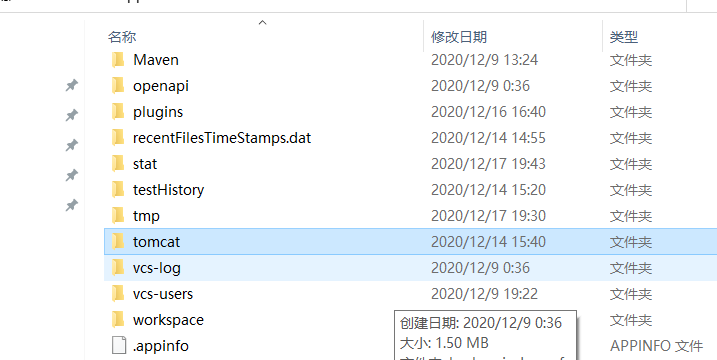 名称 修改日期 类型
Maven 2020/12/9 13:24 文件夹
openapi 2020/12/9 0:36 文件夹
plugins 2020/12/16 16:40 文件夹
recentFilesTimeStamps.dat 2020/12/14 14:55 文件夹
stat 2020/12/17 19:43 文件夹
testHistory 2020/12/14 15:20 文件夹
tmp 2020/12/17 19:30 文件夹
tomcat 2020/12/14 15:40 文件夹
vcs-log 2020/12/9 0:36 文件夹
vcs-users 2020/12/9 19:22 文件夹
workspace 文件夹
创建日期: 2020/12/9 0:36
大小: 1.50 MB
.appinfo APPINFO 文件